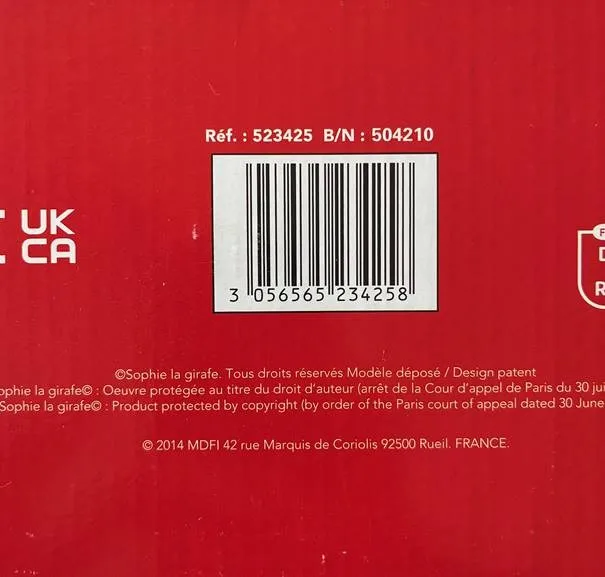 Réf. : 523425 B/N : 504210
UK
CA
3 056565 234258
©Sophie la girafe. Tous droits réservés Modèle déposé / Design patent
ophie la girafe© : Oeuvre protégée au titre du droit d'auteur (arrêt de la Cour d'appel de Paris du 30 jui
Sophie la girafe© : Product protected by copyright (by order of the Paris court of appeal dated 30 June
© 2014 MDFI 42 rue Marquis de Coriolis 92500 Rueil. FRANCE.